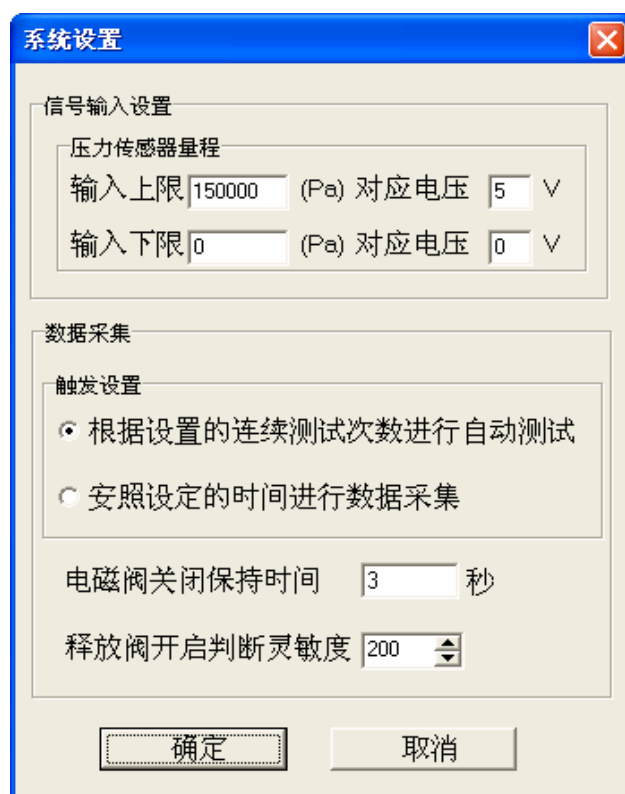 系统设置
信号输入设置
压力传感器量程
输入上限 150000 (Pa) 对应电压 5 V
输入下限 0 (Pa) 对应电压 0 V
数据采集
触发设置
根据设置的连续测试次数进行自动测试
安照设定的时间进行数据采集
电磁阀关闭保持时间 3 秒
释放阀开启判断灵敏度 200
确定 取消